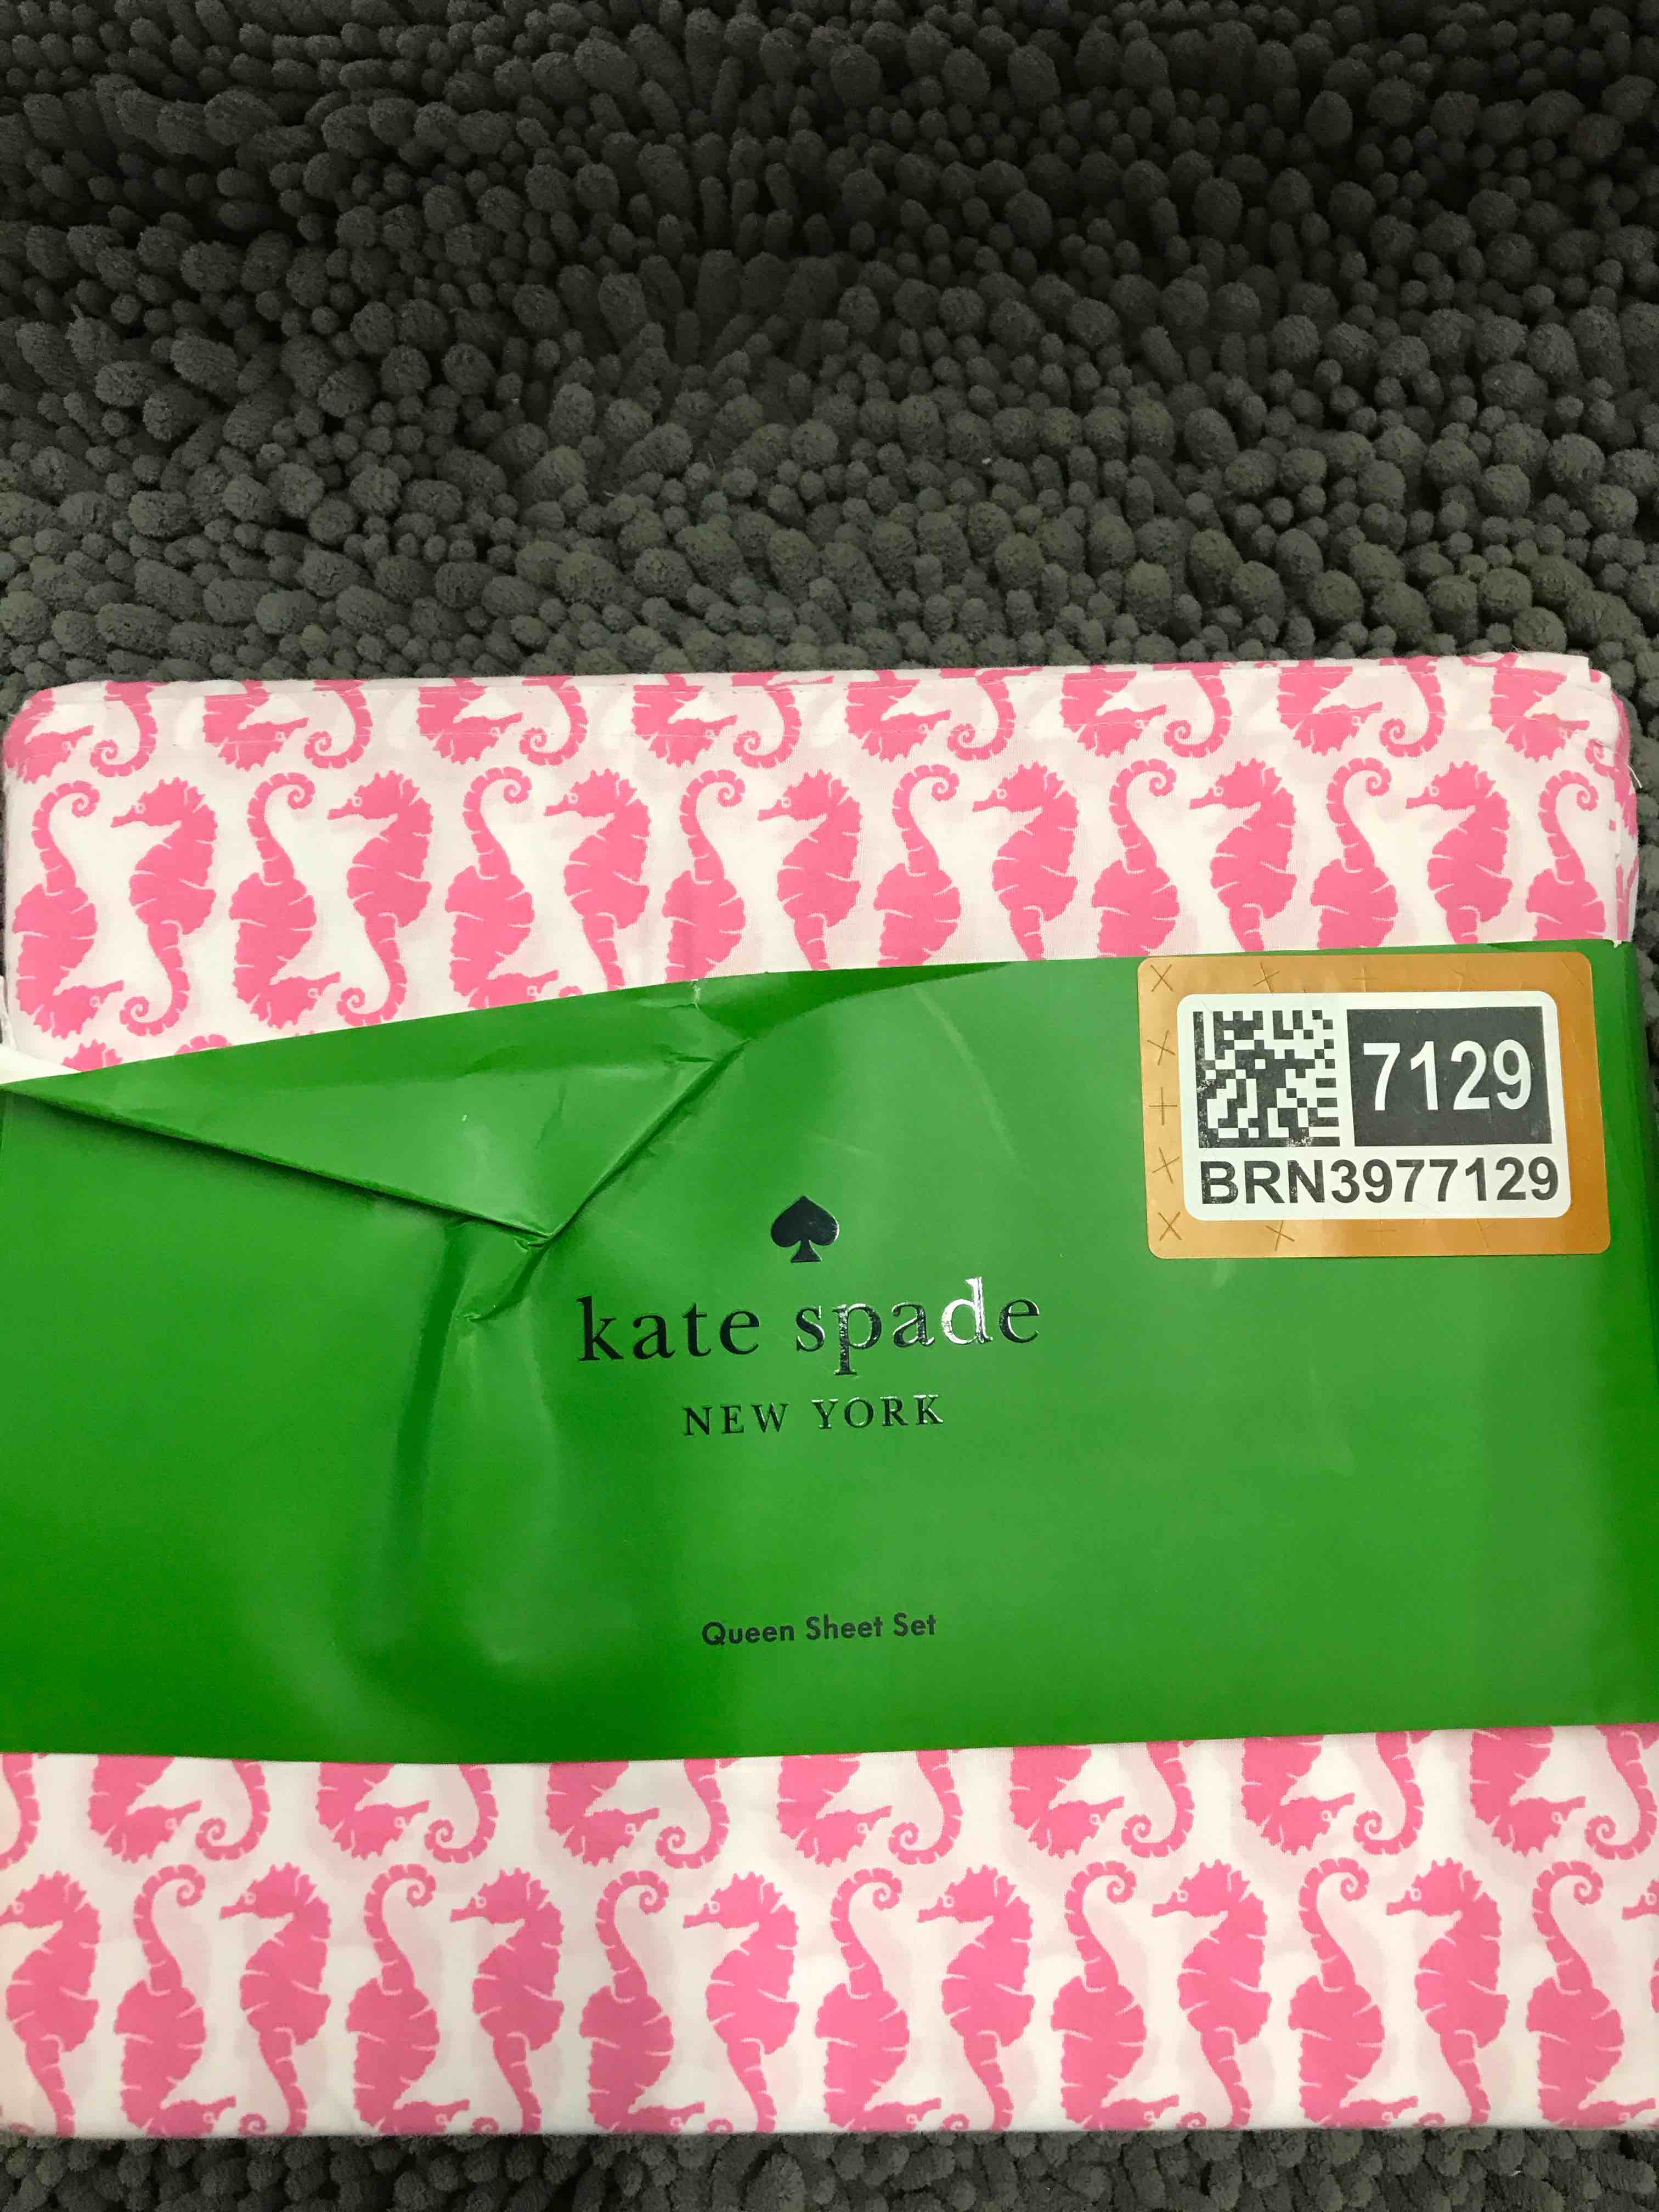 7129
BRN3977129
kate spade
NEW YORK
Queen Sheet Set